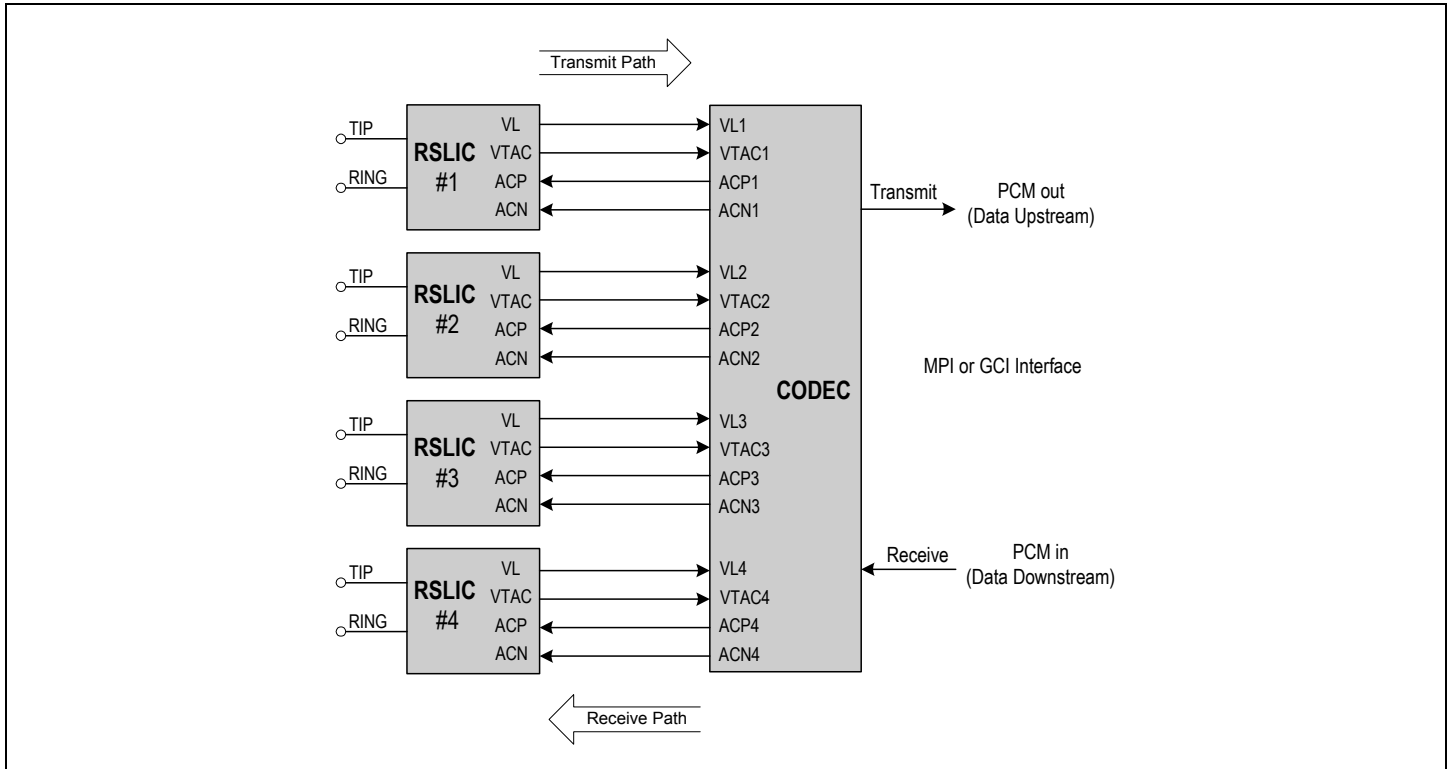 Transmit Path
TIP
RING
RSLIC
#1
VL
VTAC
ACP
ACN
VL1
VTAC1
ACP1
ACN1
TIP
RING
RSLIC
#2
VL
VTAC
ACP
ACN
VL2
VTAC2
ACP2
ACN2
TIP
RING
RSLIC
#3
VL
VTAC
ACP
ACN
VL3
VTAC3
ACP3
ACN3
TIP
RING
RSLIC
#4
VL
VTAC
ACP
ACN
VL4
VTAC4
ACP4
ACN4
CODEC
Transmit
PCM out
(Data Upstream)
MPI or GCI Interface
Receive
PCM in
(Data Downstream)
Receive Path